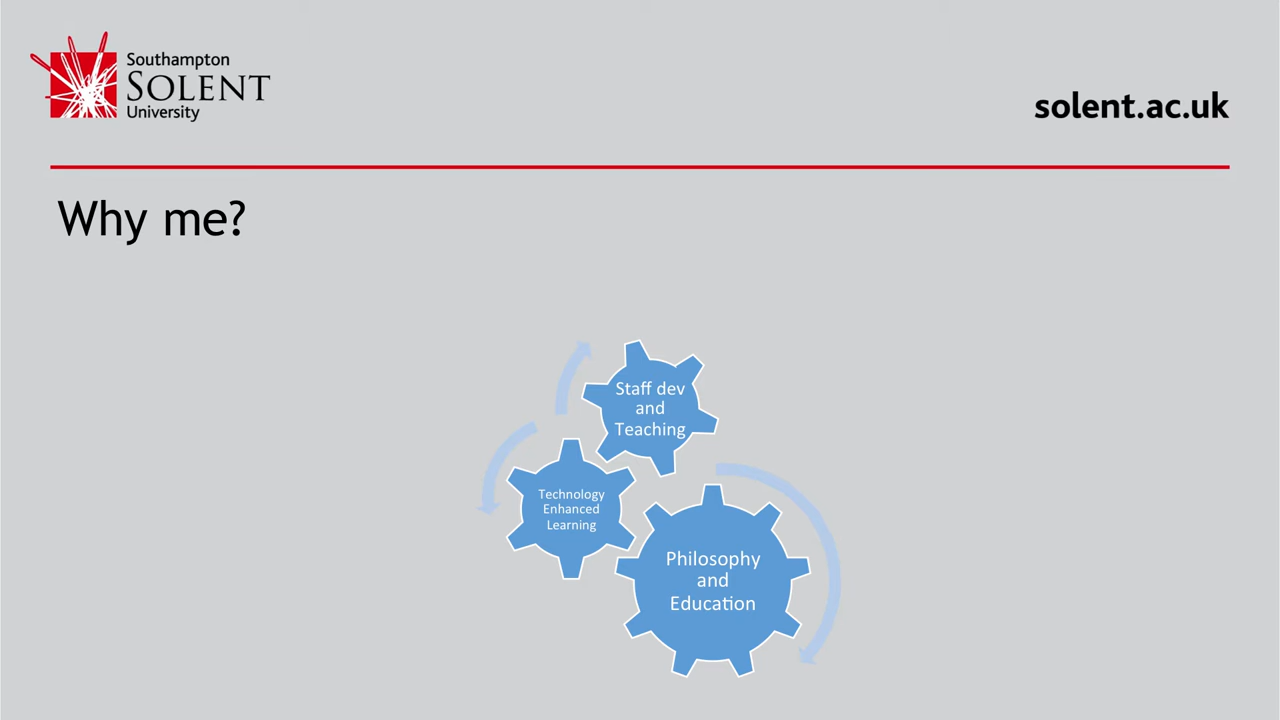 Southampton
SOLENT
University
solent.ac.uk
Why me?
Staff dev
and
Teaching
Technology
Enhanced
Learning
Philosophy
and
Education